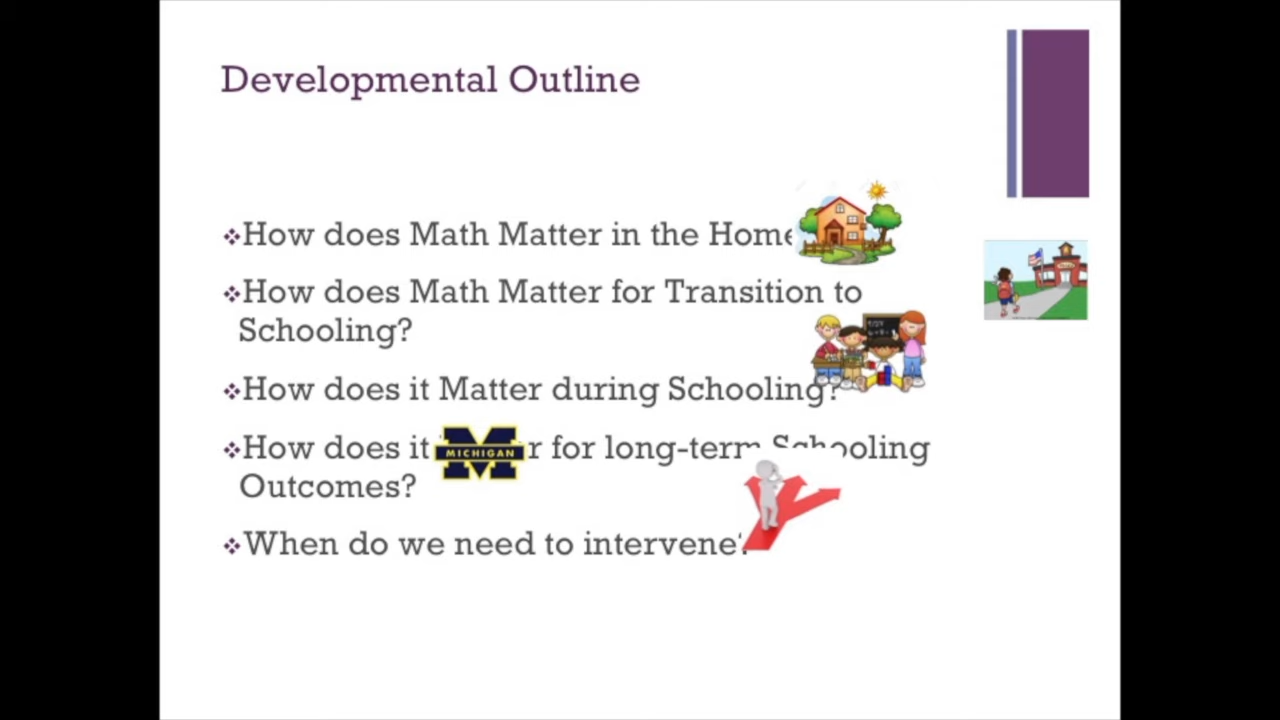 Developmental Outline
How does Math Matter in the Home
How does Math Matter for Transition to
Schooling?
How does it Matter during Schooling?
How does it
MICHIGAN
r for long-term Schooling
Outcomes?
When do we need to intervene?